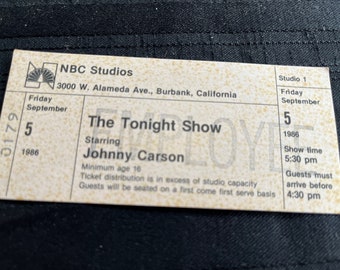 NBC Studios
3000 W. Alameda Ave., Burbank, California
Friday
September
5
1986
0179
EMPLOYEE
The Tonight Show
Starring
Johnny Carson
Minimum age 16
Ticket distribution is in excess of studio capacity
Guests will be seated on a first come first serve basis
Studio 1
Friday
September
5
1986
Show time
5:30 pm
Guests must
arrive before
4:30 pm